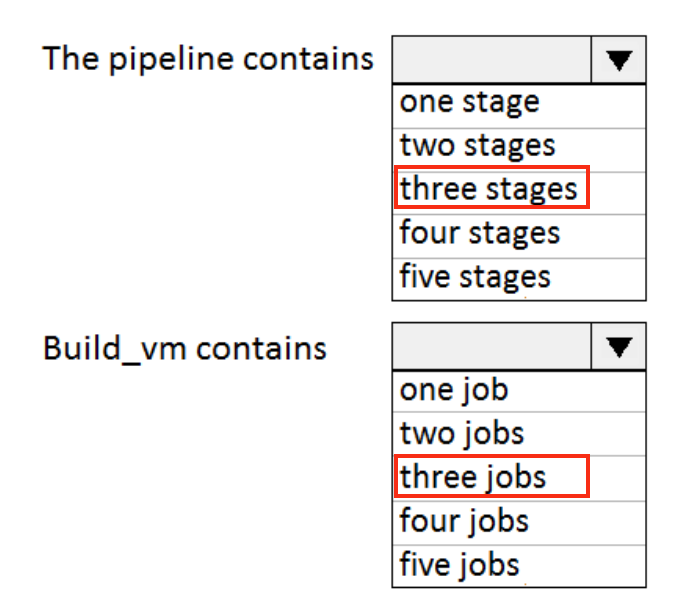 The pipeline contains
one stage
two stages
three stages
four stages
five stages
Build_vm contains
one job
two jobs
three jobs
four jobs
five jobs